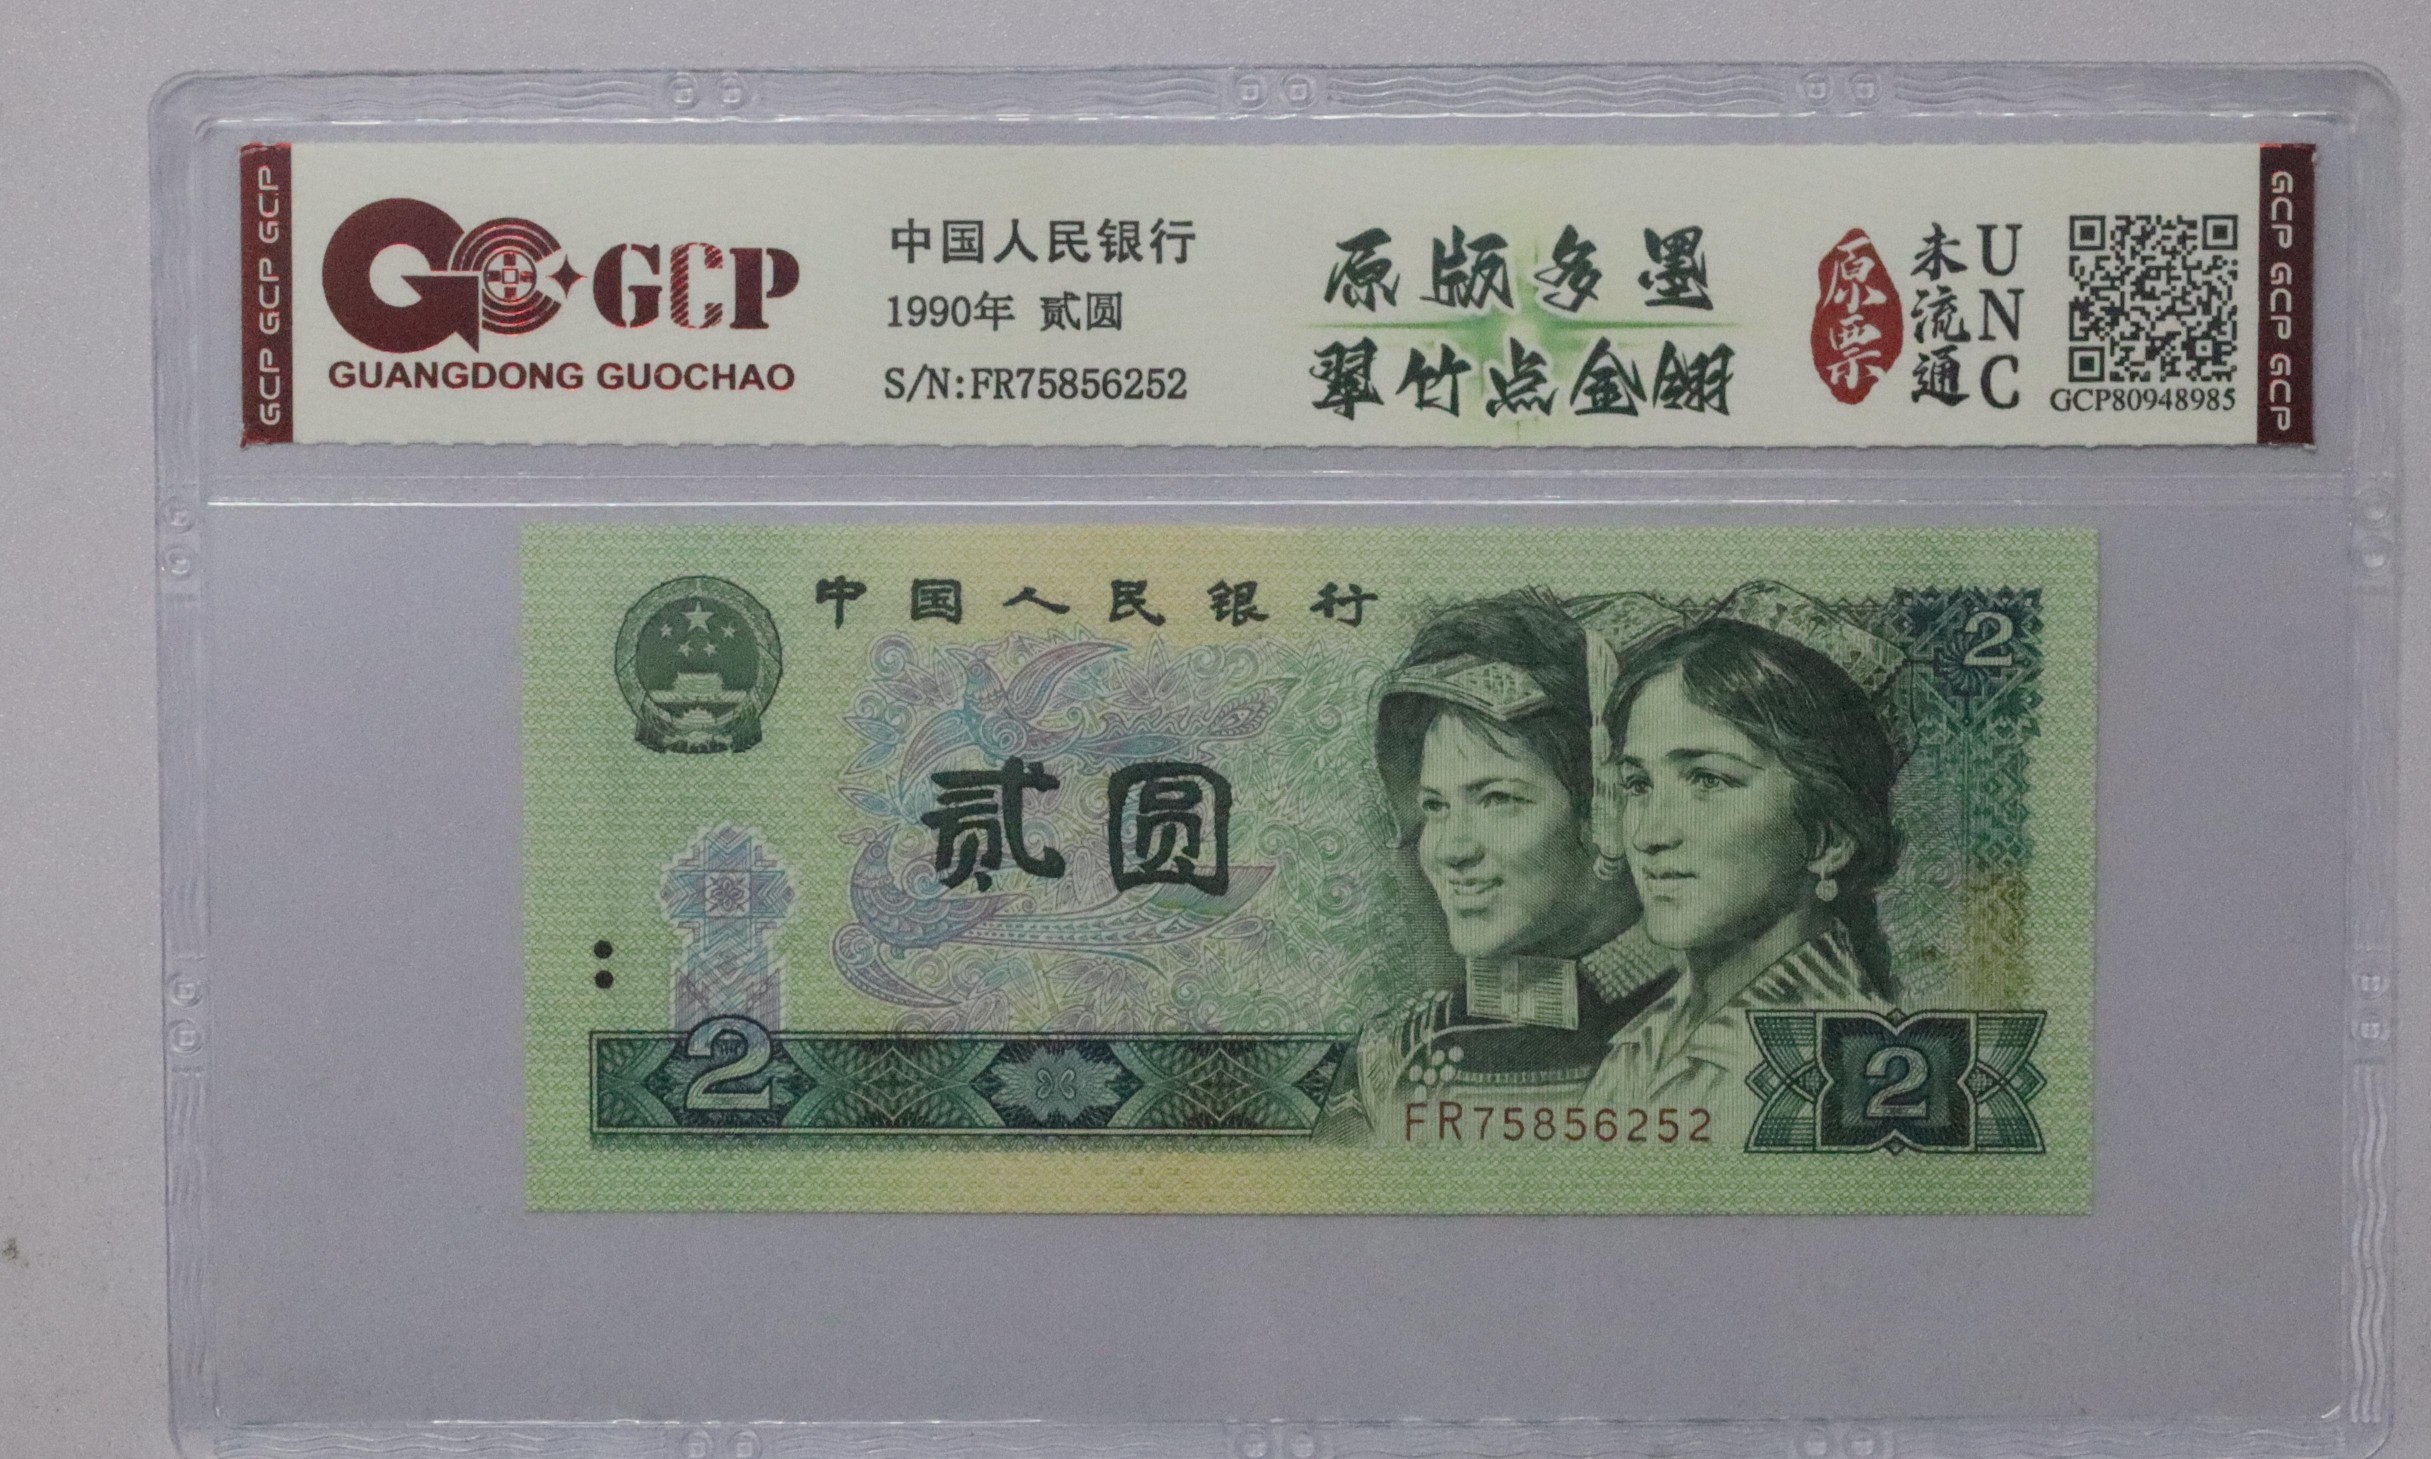 GCP GCP GCP
GCP
GUANGDONG GUOCHAO
中国人民银行
1990年 贰圆
S/N:FR75856252
原版多墨
翠竹点金翎
原票
未流通
UNC
GCP80948985
GCP GCP GCP
中国人民银行
2
贰圆
2
FR75856252
2